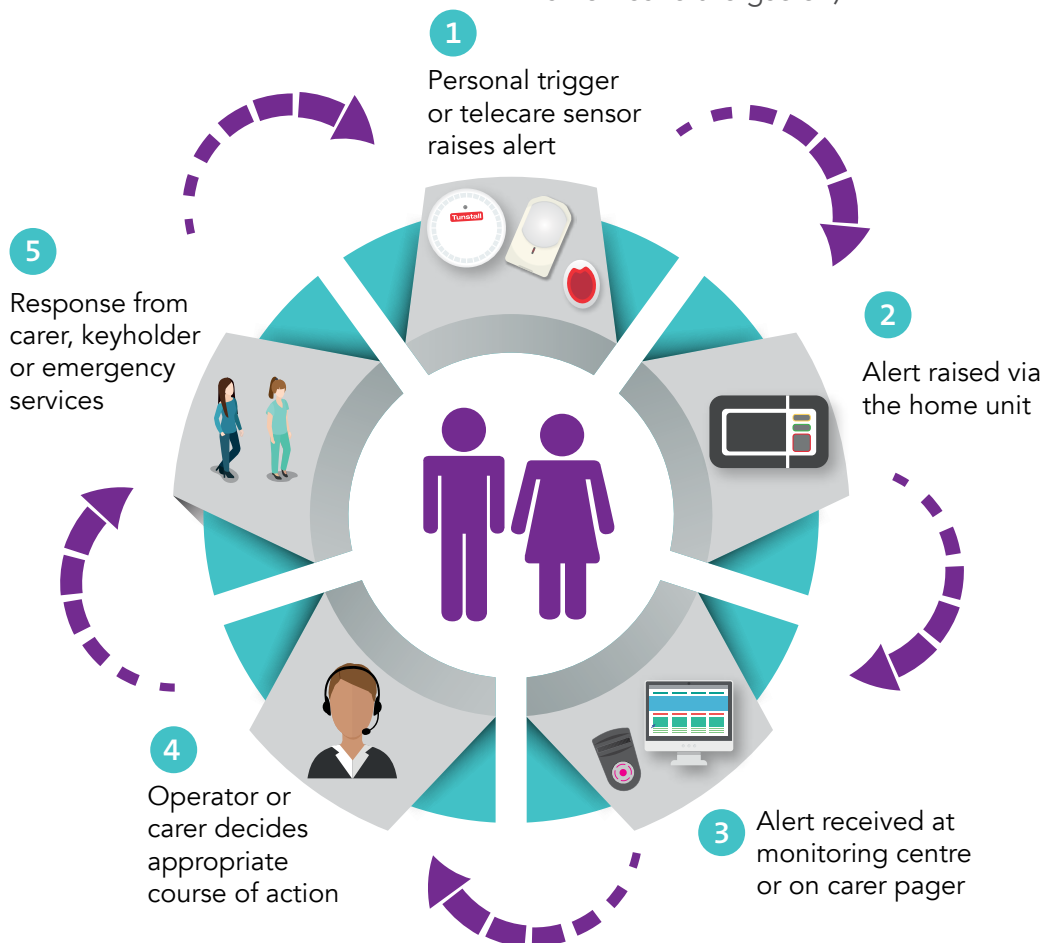 1
Personal trigger
or telecare sensor
raises alert
Tunstall
2
Alert raised via
the home unit
3
Alert received at
monitoring centre
or on carer pager
4
Operator or
carer decides
appropriate
course of action
5
Response from
carer, keyholder
or emergency
services